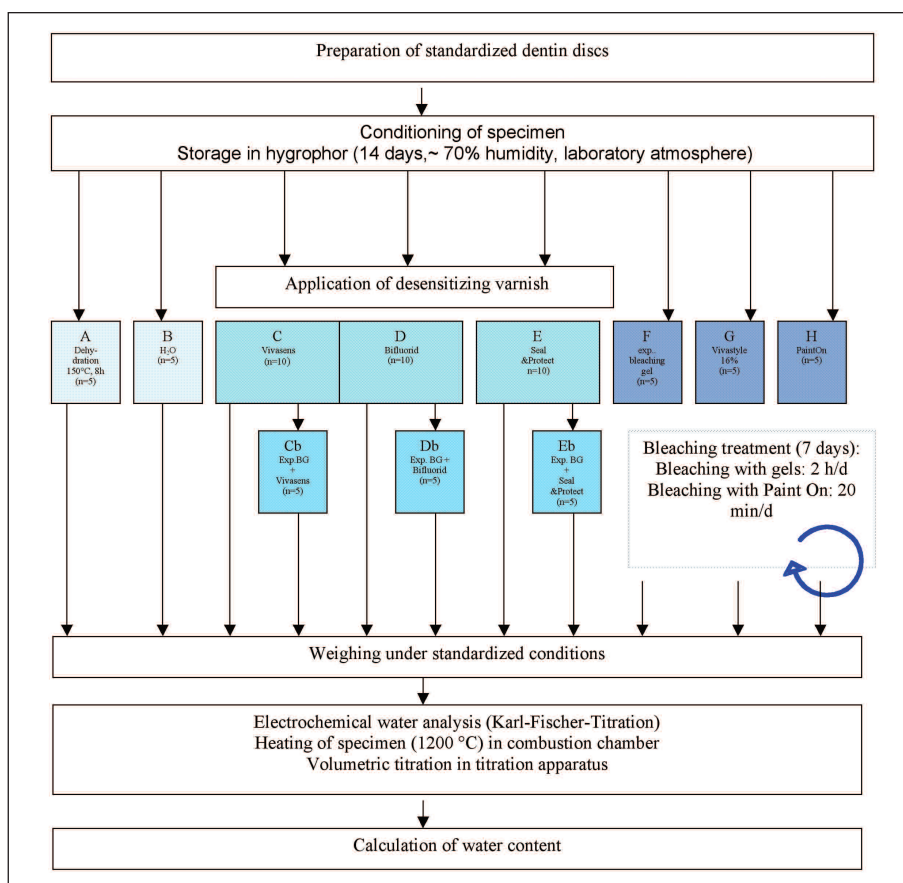 Preparation of standardized dentin discs
Conditioning of specimen
Storage in hygrophor (14 days,~ 70% humidity, laboratory atmosphere)
Application of desensitizing varnish
A
Dehy-
dration
150°C, 8h
(n=5)
B
H₂O
(n=5)
C
Vivasens
(n=10)
D
Bifluorid
(n=10)
E
Seal
&Protect
n=10)
F
exp..
bleaching
gel
(n=5)
G
Vivastyle
16%
(n=5)
H
PaintOn
(n=5)
Cb
Exp.BG
+
Vivasens
(n=5)
Db
Exp. BG +
Bifluorid
(n=5)
Eb
Exp. BG
+
Seal
&Protect)
(n=5)
Bleaching treatment (7 days):
Bleaching with gels: 2 h/d
Bleaching with Paint On: 20
min/d
Weighing under standardized conditions
Electrochemical water analysis (Karl-Fischer-Titration)
Heating of specimen (1200 °C) in combustion chamber
Volumetric titration in titration apparatus
Calculation of water content